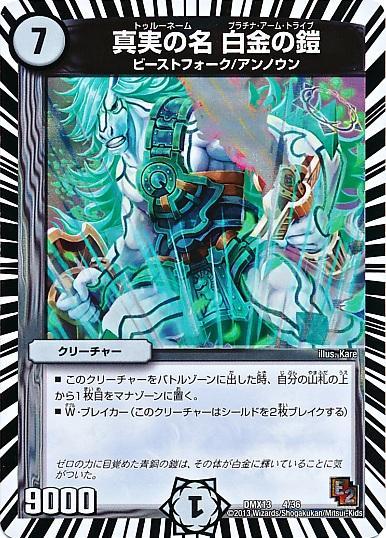 7
トゥルーネーム プラチナ・アーム・トライブ
真実の名 白金の鎧
ビーストフォーク/アンノウン
クリーチャー
illus. Kare
■ このクリーチャーをバトルゾーンに出した時、自分の山札の上
から1枚目をマナゾーンに置く。
■ W・ブレイカー(このクリーチャーはシールドを2枚ブレイクする)
ゼロの力に目覚めた青銅の鎧は、その体が白金に輝いていることに気
がついた。
9000
1
DMX13 4/36
©2013 Wizards/Shogakukan/Mitsui-Kids